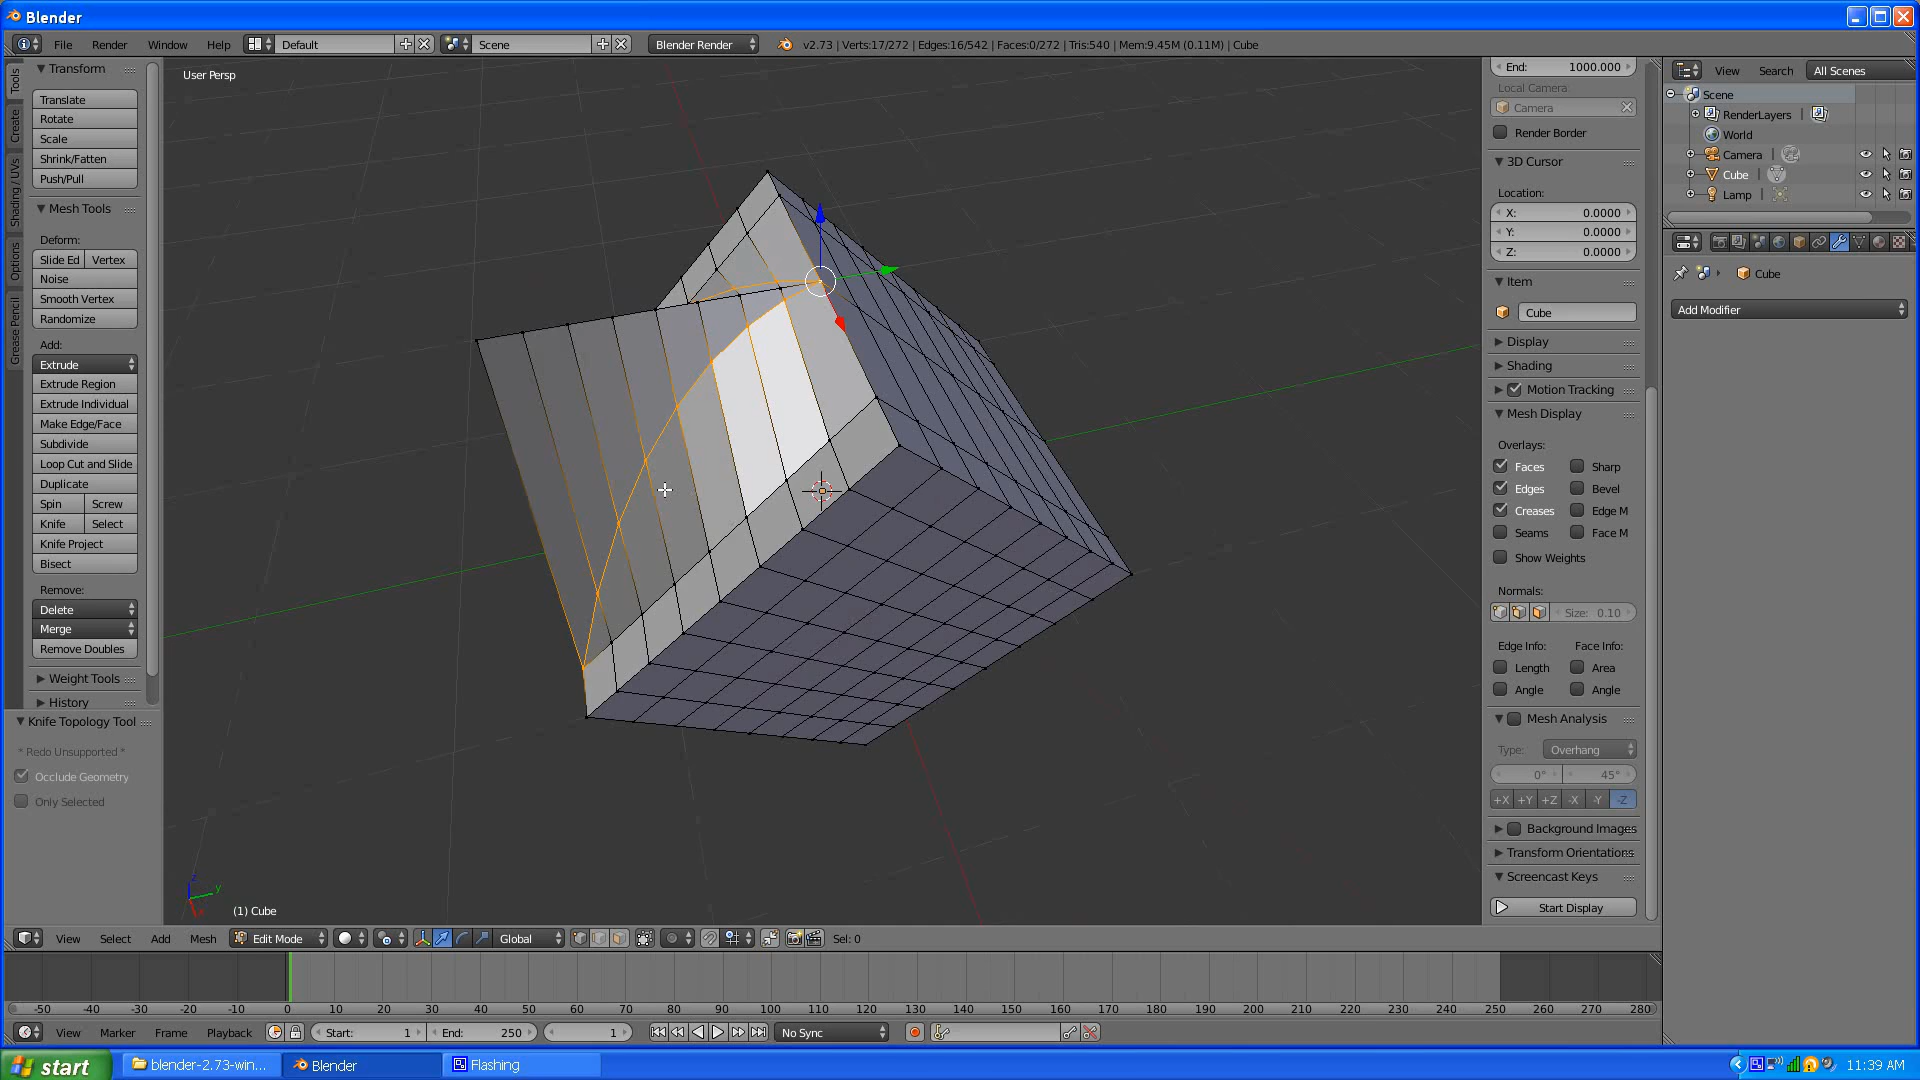 Blender
File Render Window Help Default Scene Blender Render v2.73 | Verts:17/272 | Edges:16/542 | Faces:0/272 | Tris:540 | Mem:9.45M (0.11M) | Cube
Tools
Create
Shading / UVs
Options
Grease Pencil
Transform
Translate
Rotate
Scale
Shrink/Fatten
Push/Pull
Mesh Tools
Deform:
Slide Ed Vertex
Noise
Smooth Vertex
Randomize
Add:
Extrude
Extrude Region
Extrude Individual
Make Edge/Face
Subdivide
Loop Cut and Slide
Duplicate
Spin Screw
Knife Select
Knife Project
Bisect
Remove:
Delete
Merge
Remove Doubles
Weight Tools
History
Knife Topology Tool
* Redo Unsupported *
Occlude Geometry
Only Selected
User Persp
z
y
(1) Cube
End: 1000.000
Local Camera:
Camera
Render Border
3D Cursor
Location:
X: 0.0000
Y: 0.0000
Z: 0.0000
Item
Cube
Display
Shading
Motion Tracking
Mesh Display
Overlays:
Faces Sharp
Edges Bevel
Creases Edge M
Seams Face M
Show Weights
Normals:
Size: 0.10
Edge Info: Face Info:
Length Area
Angle Angle
Mesh Analysis
Type: Overhang
0° 45°
+X +Y +Z -X -Y -Z
Background Images
Transform Orientations
Screencast Keys
Start Display
View Search All Scenes
Scene
RenderLayers
World
Camera
Cube
Lamp
Cube
Add Modifier
View Select Add Mesh Edit Mode Global Sel: 0
-50 -40 -30 -20 -10 0 10 20 30 40 50 60 70 80 90 100 110 120 130 140 150 160 170 180 190 200 210 220 230 240 250 260 270 280
View Marker Frame Playback Start: 1 End: 250 1 No Sync
start blender-2.73-win... Blender Flashing 11:39 AM